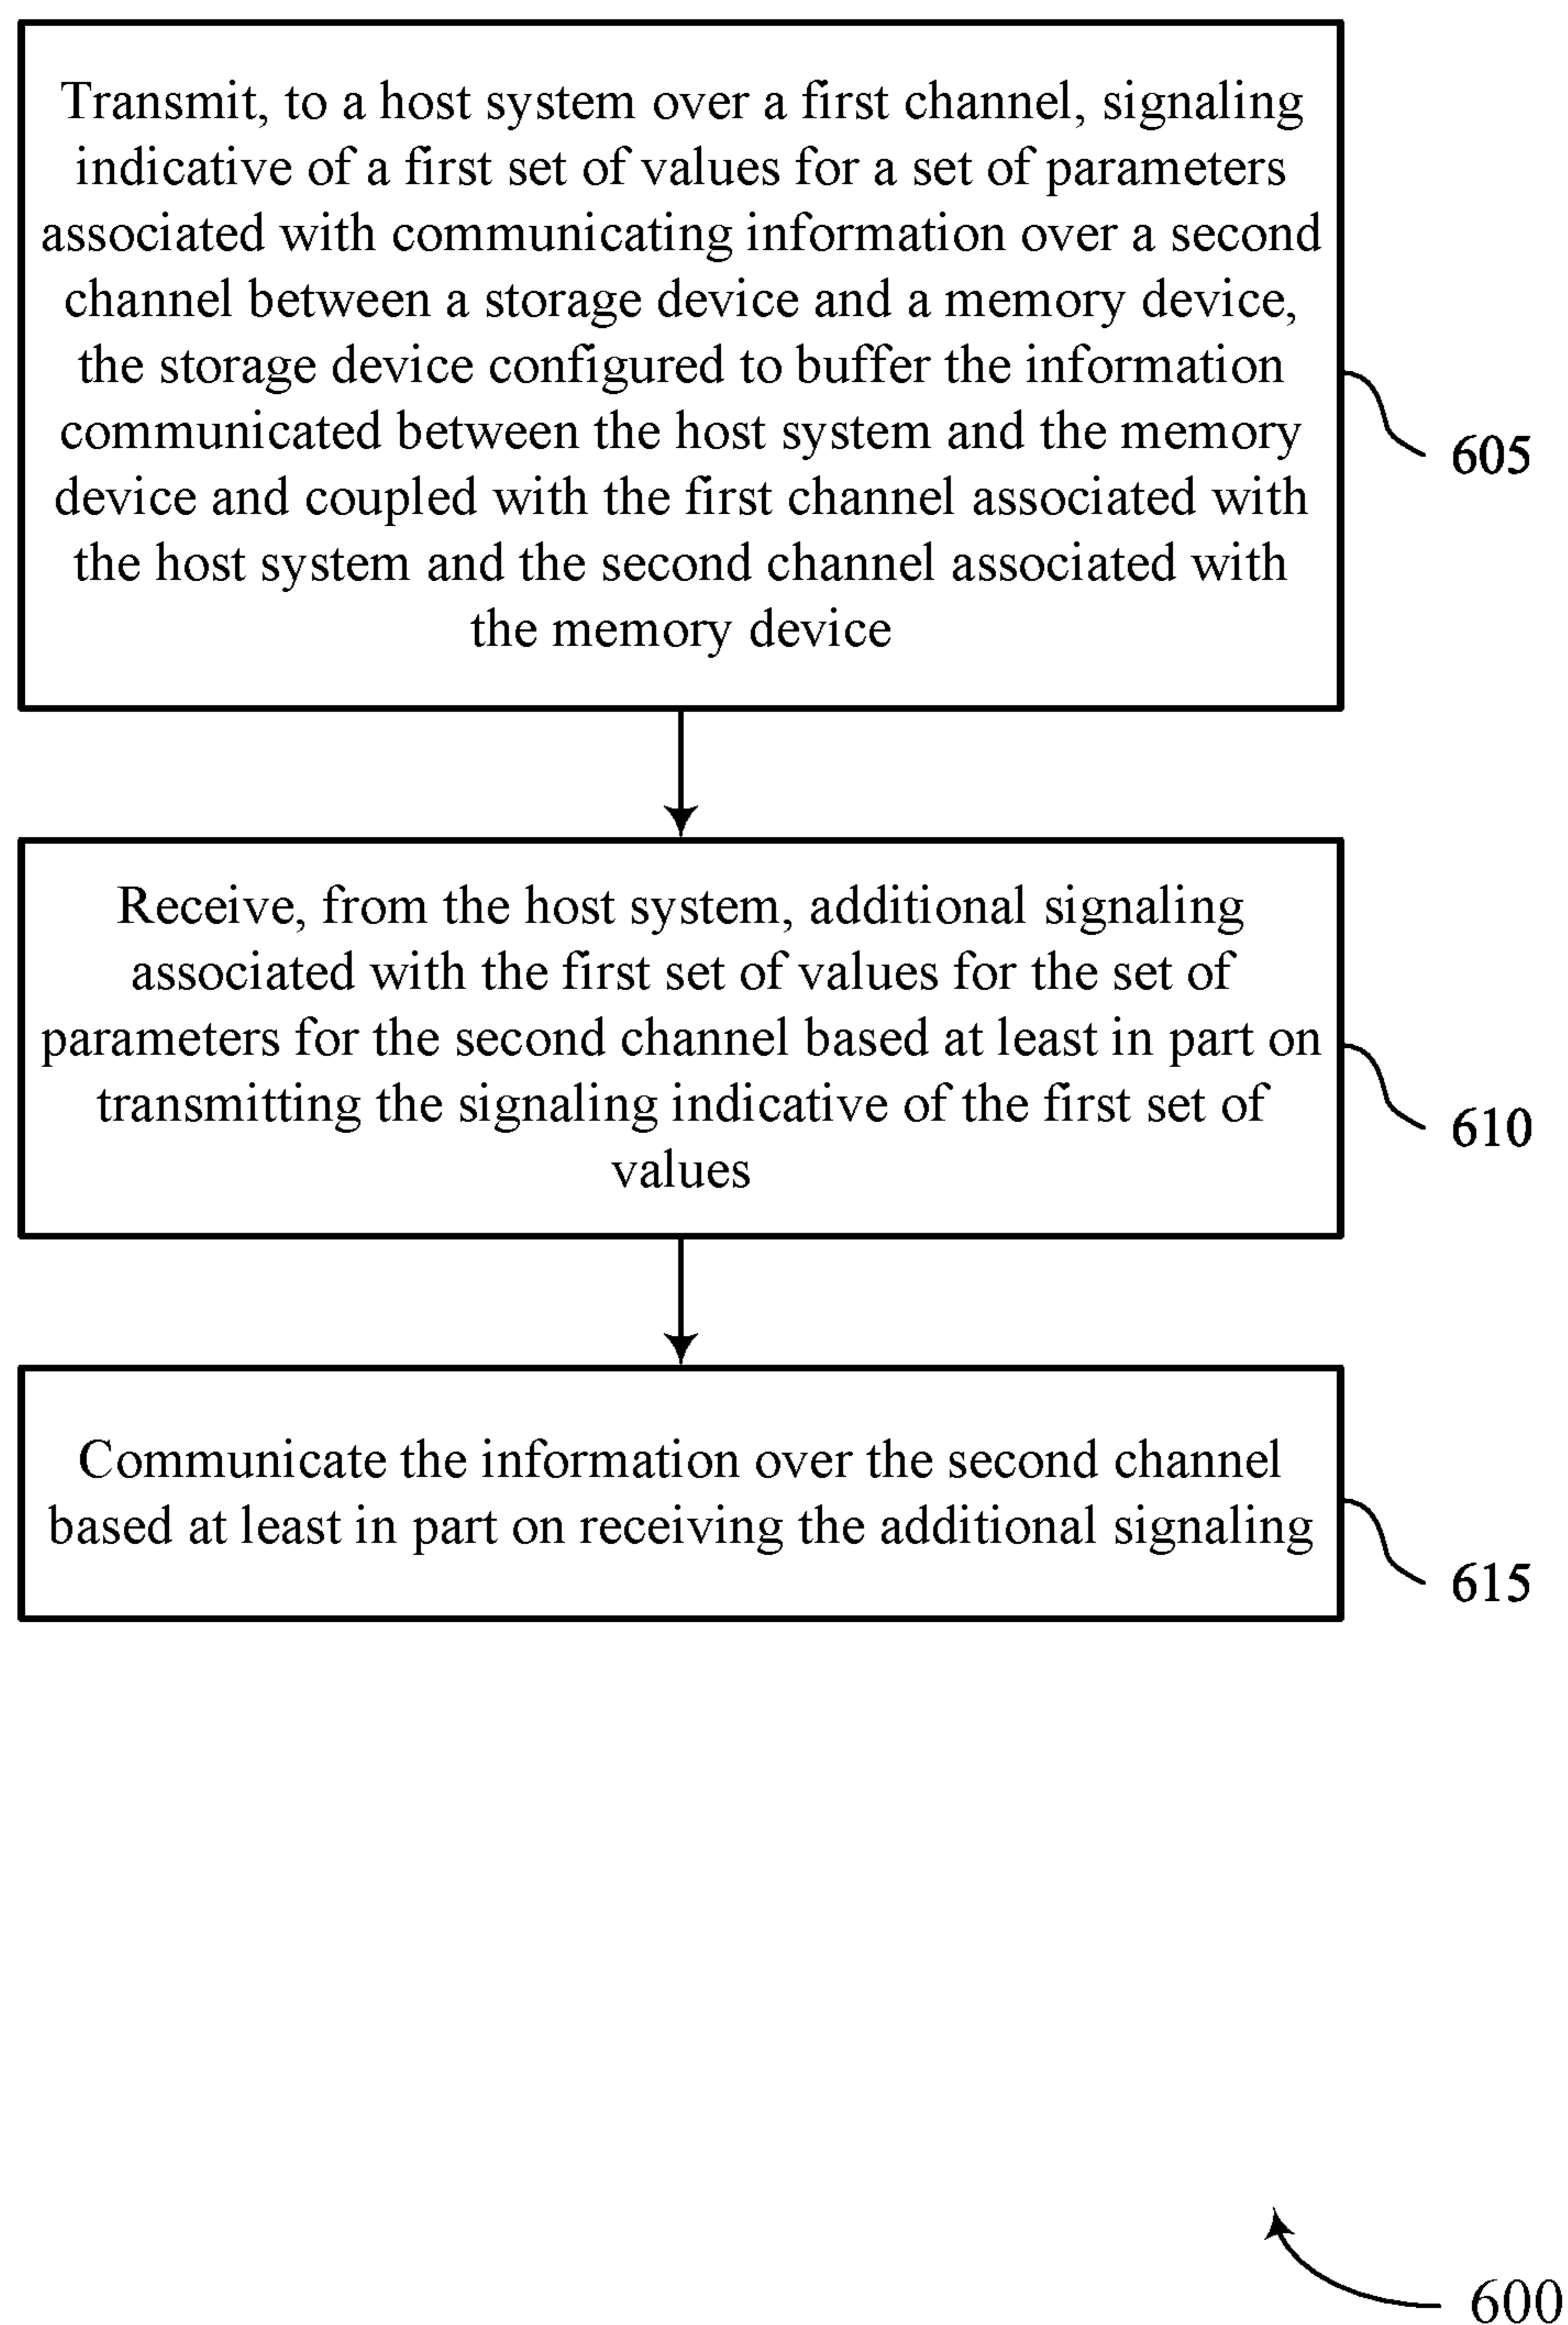 Transmit, to a host system over a first channel, signaling
indicative of a first set of values for a set of parameters
associated with communicating information over a second
channel between a storage device and a memory device,
the storage device configured to buffer the information
communicated between the host system and the memory
device and coupled with the first channel associated with
the host system and the second channel associated with
the memory device
605
Receive, from the host system, additional signaling
associated with the first set of values for the set of
parameters for the second channel based at least in part on
transmitting the signaling indicative of the first set of
values
610
Communicate the information over the second channel
based at least in part on receiving the additional signaling
615
600